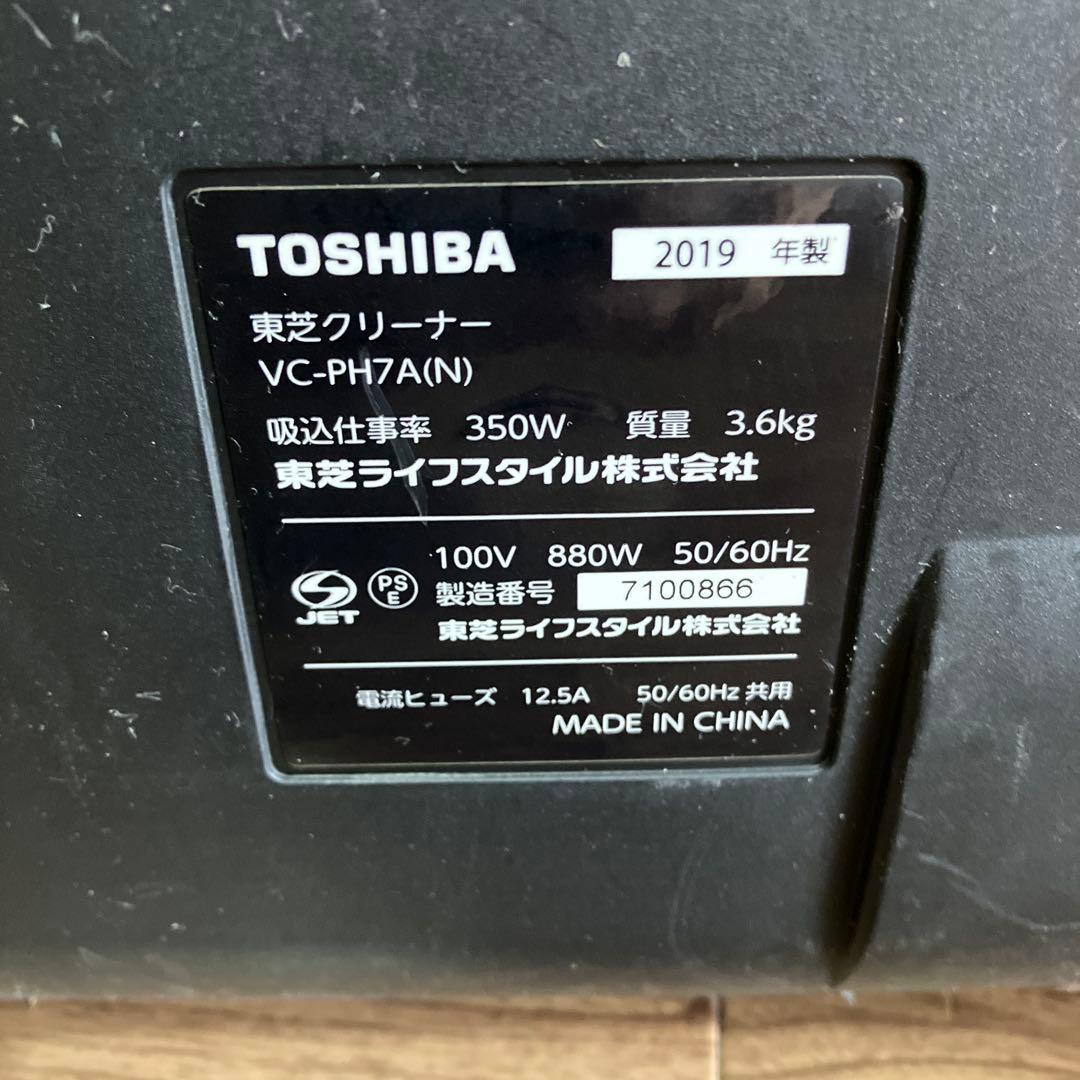 TOSHIBA 2019 年製
東芝クリーナー
VC-PH7A(N)
吸込仕事率 350W 質量 3.6kg
東芝ライフスタイル株式会社
100V 880W 50/60Hz
JET PSE 製造番号 7100866
東芝ライフスタイル株式会社
電流ヒューズ 12.5A 50/60Hz 共用
MADE IN CHINA